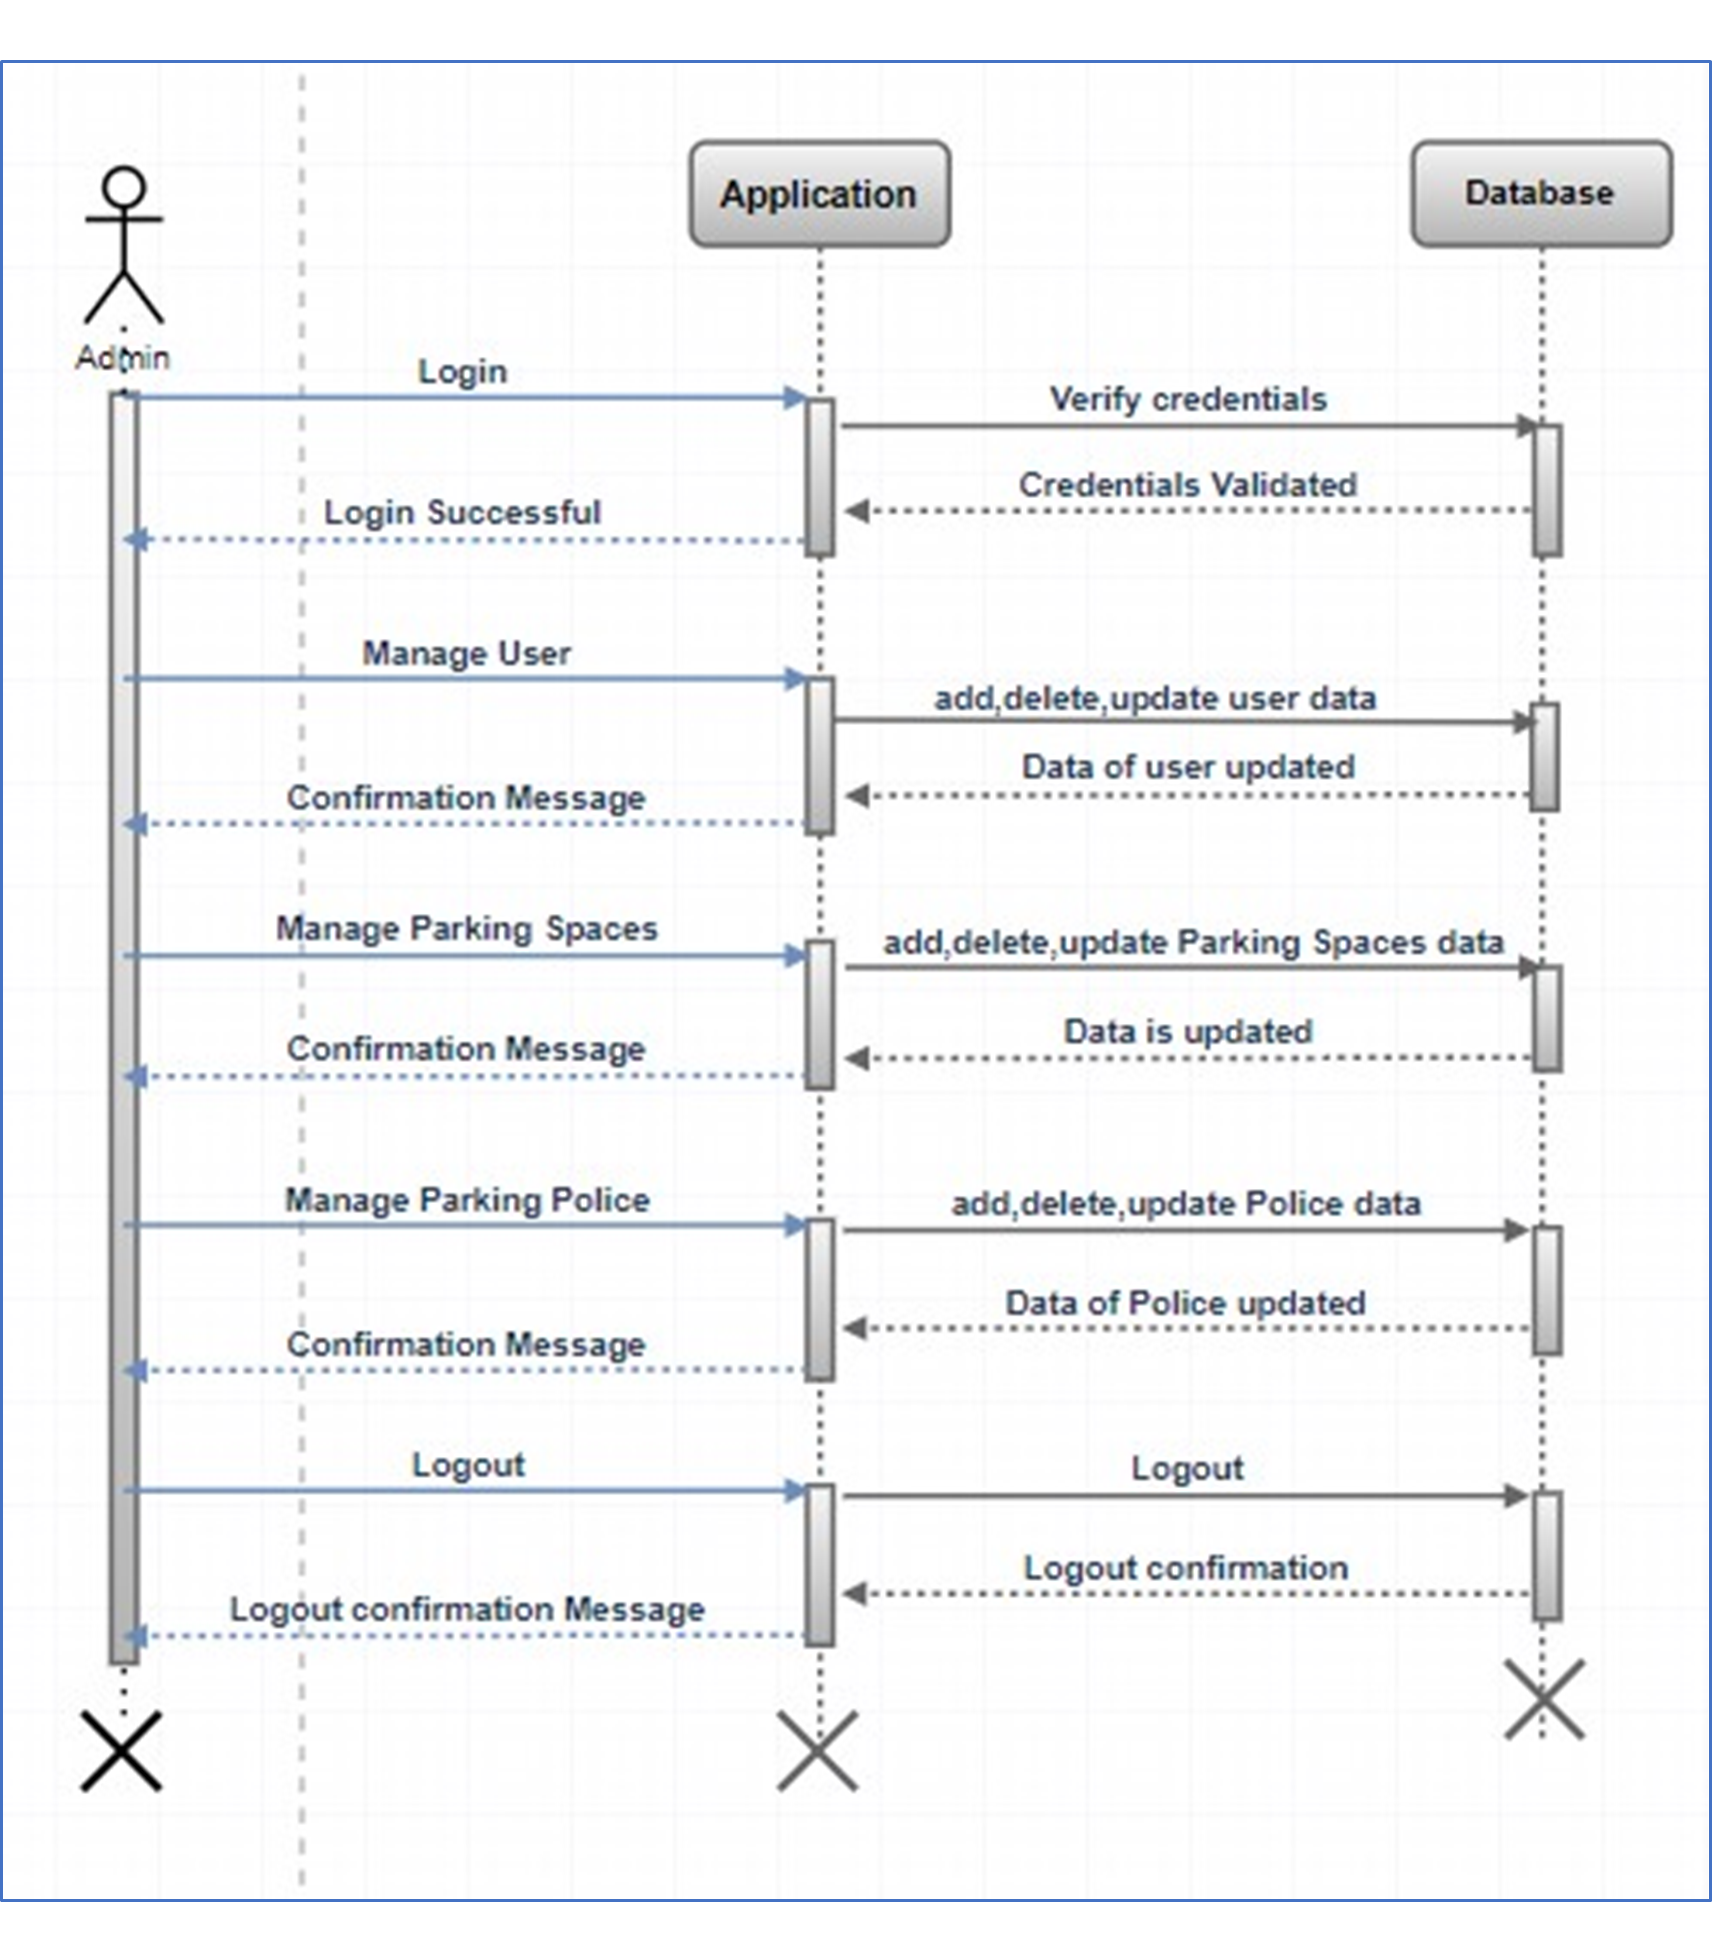 Application
Database
Admin
Login
Verify credentials
Credentials Validated
Login Successful
Manage User
add,delete,update user data
Data of user updated
Confirmation Message
Manage Parking Spaces
add,delete,update Parking Spaces data
Data is updated
Confirmation Message
Manage Parking Police
add,delete,update Police data
Data of Police updated
Confirmation Message
Logout
Logout
Logout confirmation
Logout confirmation Message